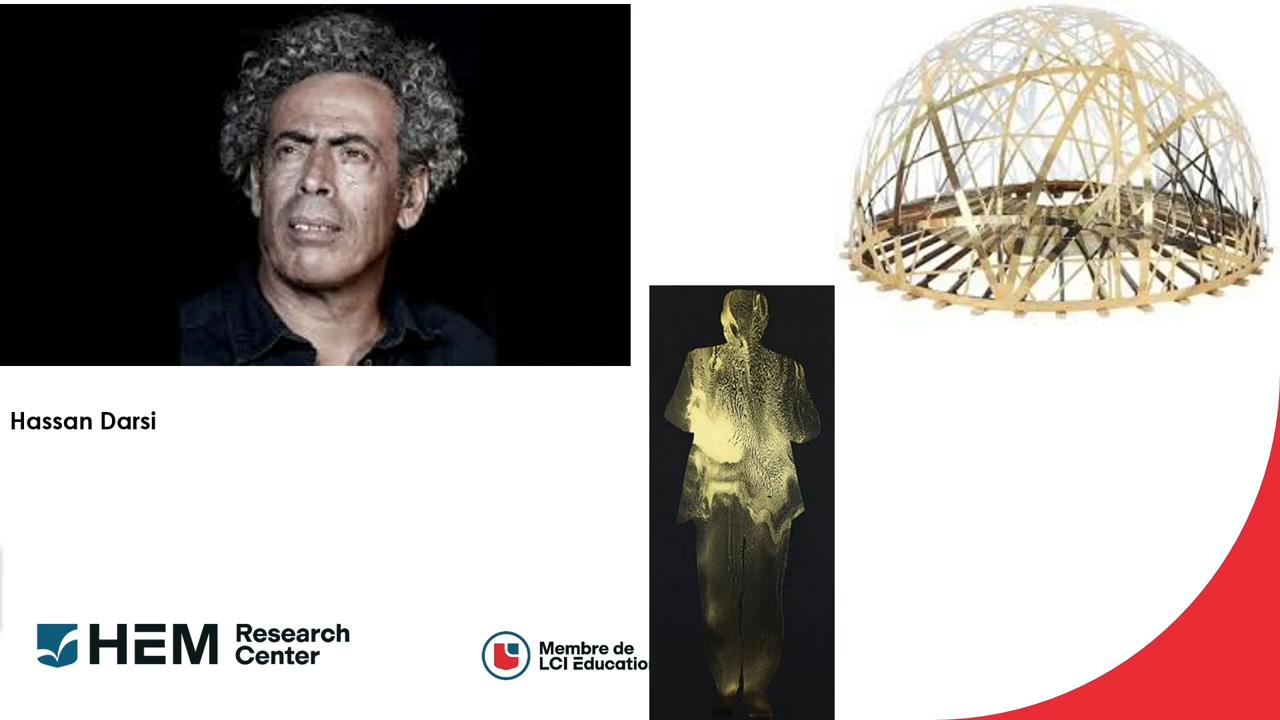 Hassan Darsi
HEM Research
Center
Membre de
LCI Educatio